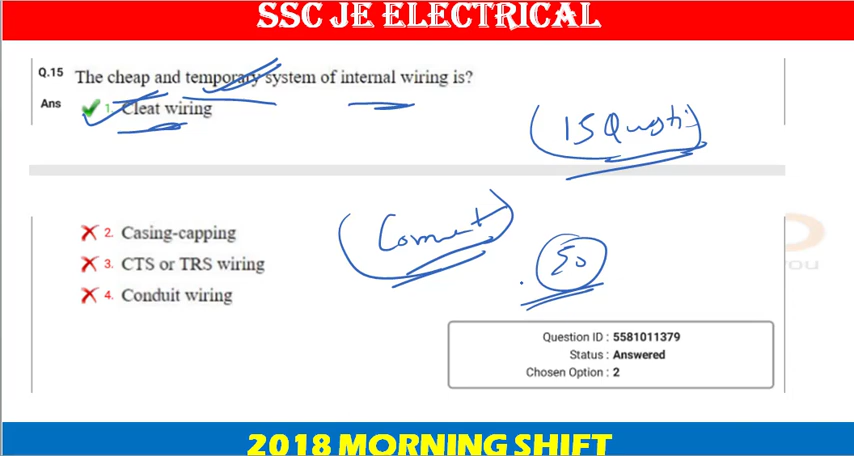 SSC JE ELECTRICAL
Q.15 The cheap and temporary system of internal wiring is?
Ans 1. Cleat wiring
15 Questi
2. Casing-capping
Comment
3. CTS or TRS wiring
50
4. Conduit wiring
YOU
Question ID : 5581011379
Status : Answered
Chosen Option : 2
2018 MORNING SHIFT